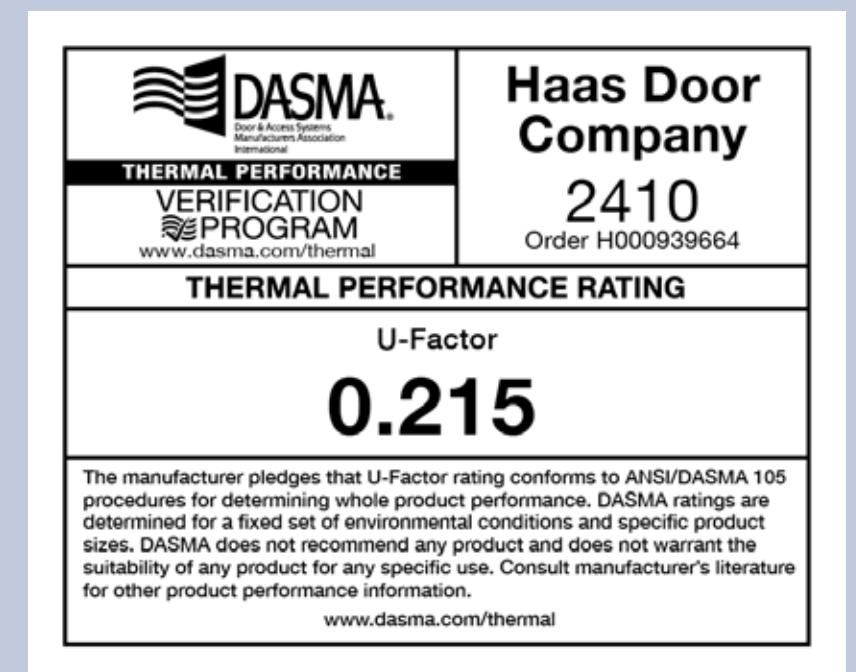 DASMA®
Door & Access Systems
Manufacturers Association
International
THERMAL PERFORMANCE
VERIFICATION
PROGRAM
www.dasma.com/thermal
Haas Door
Company
2410
Order H000939664
THERMAL PERFORMANCE RATING
U-Factor
0.215
The manufacturer pledges that U-Factor rating conforms to ANSI/DASMA 105
procedures for determining whole product performance. DASMA ratings are
determined for a fixed set of environmental conditions and specific product
sizes. DASMA does not recommend any product and does not warrant the
suitability of any product for any specific use. Consult manufacturer's literature
for other product performance information.
www.dasma.com/thermal